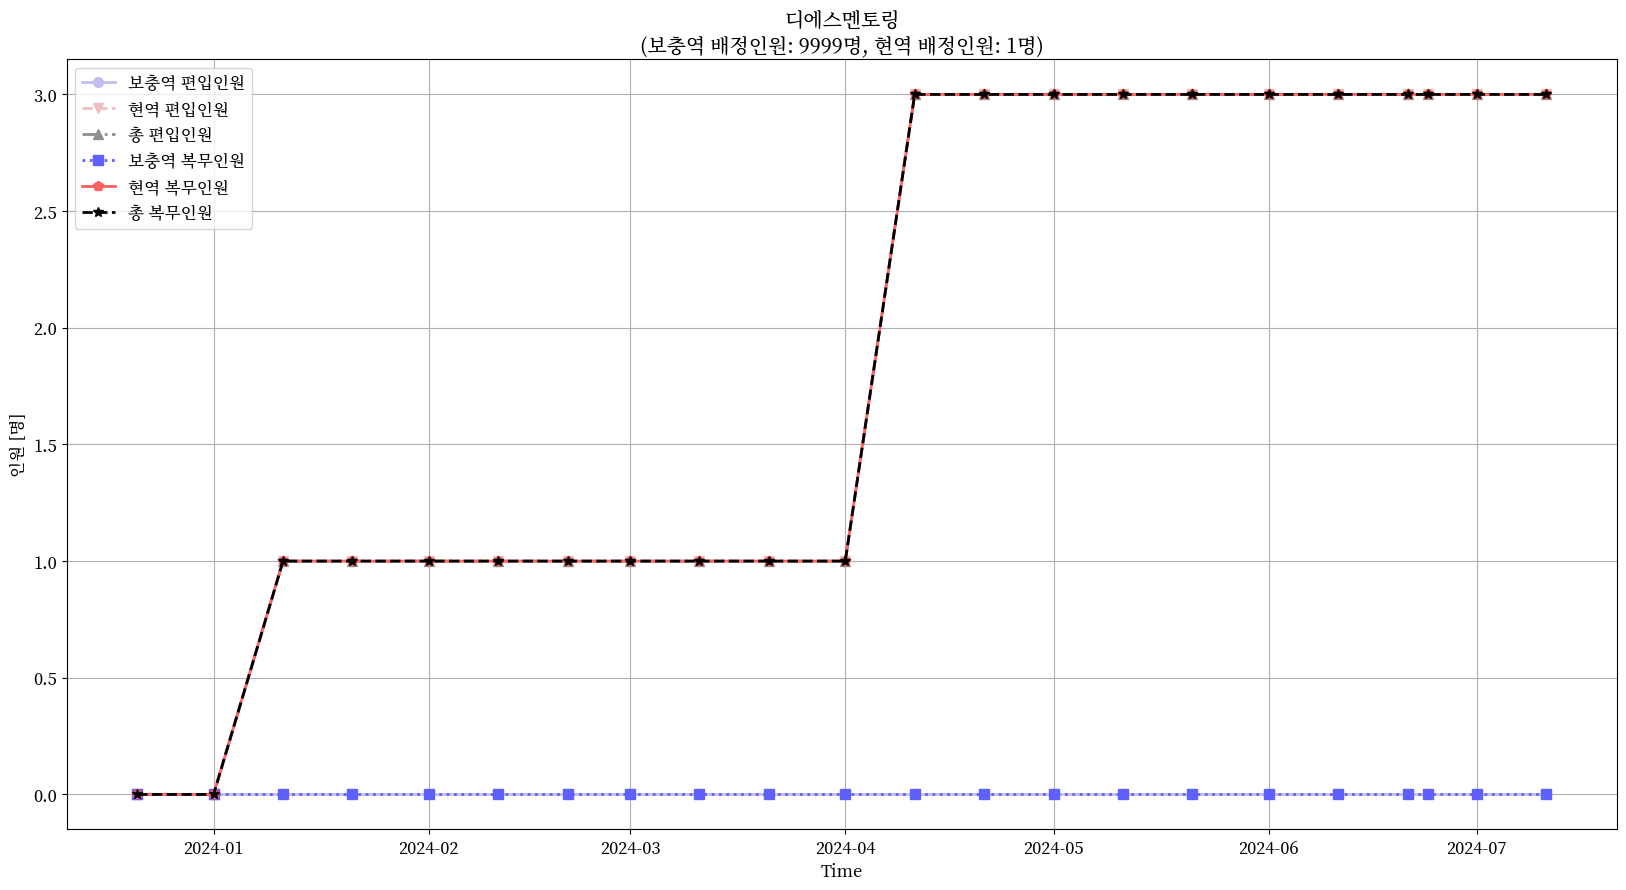 디에스멘토링
(보충역 배정인원: 9999명, 현역 배정인원: 1명)
보충역 편입인원
현역 편입인원
총 편입인원
보충역 복무인원
현역 복무인원
총 복무인원
3.0
2.5
2.0
1.5
1.0
0.5
0.0
인원 [명]
2024-01
2024-02
2024-03
2024-04
2024-05
2024-06
2024-07
Time